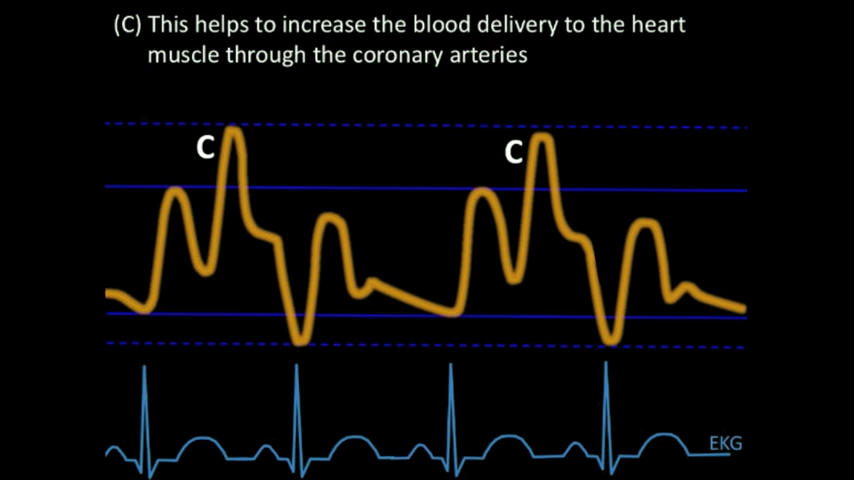 (C) This helps to increase the blood delivery to the heart
muscle through the coronary arteries
C
C
EKG